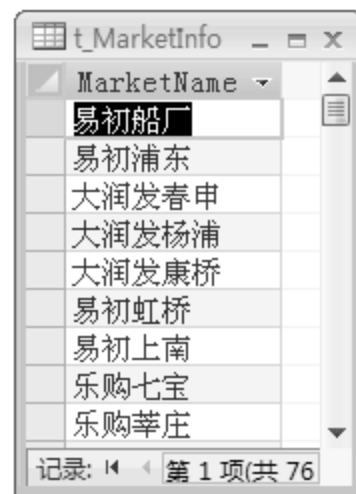 t_MarketInfo
MarketName
易初船厂
易初浦东
大润发春申
大润发杨浦
大润发康桥
易初虹桥
易初上南
乐购七宝
乐购莘庄
记录: 第 1 项(共 76